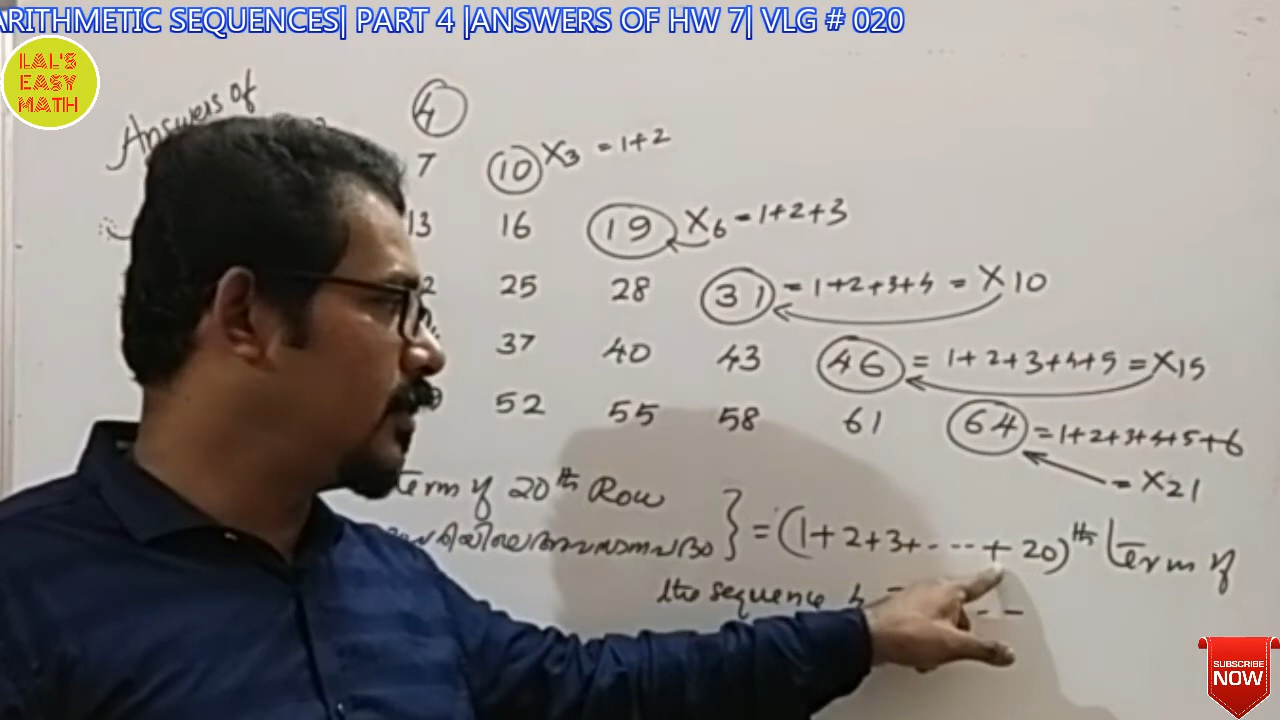 ARITHMETIC SEQUENCES| PART 4 |ANSWERS OF HW 7| VLG # 020
LAL'S
EASY
MATH
Answers of
4
7 10 X3 = 1+2
13 16 19 X6 = 1+2+3
25 28 31 = 1+2+3+4 = X10
37 40 43 46 = 1+2+3+4+5 = X15
52 55 58 61 64 = 1+2+3+4+5+6
= X21
term of 20th Row
} = (1+2+3+----+20)th term of
the sequence 4
SUBSCRIBE
NOW